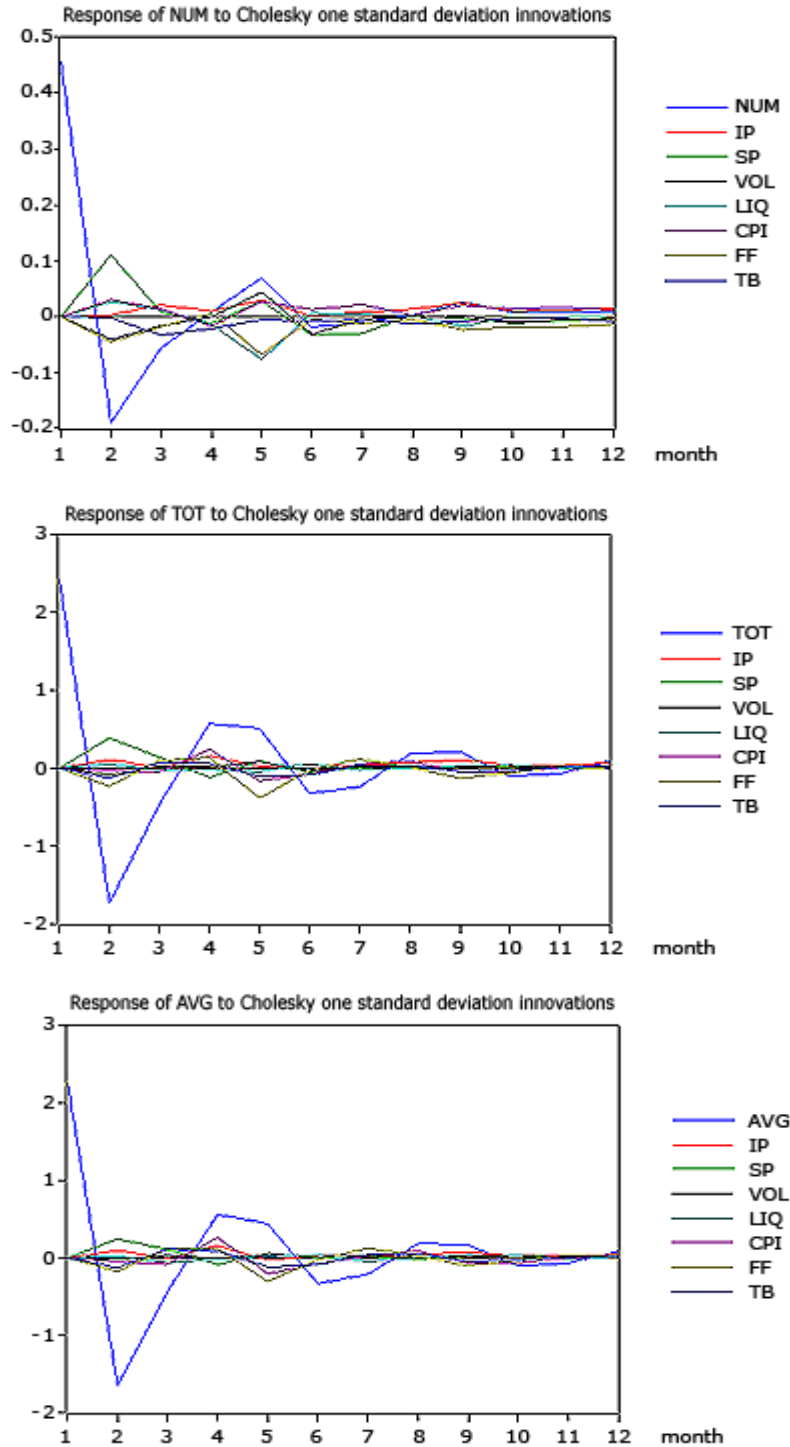 Response of NUM to Cholesky one standard deviation innovations
0.5
0.4
0.3
0.2
0.1
0
-0.1
-0.2
1 2 3 4 5 6 7 8 9 10 11 12 month
NUM
IP
SP
VOL
LIQ
CPI
FF
TB
Response of TOT to Cholesky one standard deviation innovations
3
2
1
0
-1
-2
1 2 3 4 5 6 7 8 9 10 11 12 month
TOT
IP
SP
VOL
LIQ
CPI
FF
TB
Response of AVG to Cholesky one standard deviation innovations
3
2
1
0
-1
-2
1 2 3 4 5 6 7 8 9 10 11 12 month
AVG
IP
SP
VOL
LIQ
CPI
FF
TB